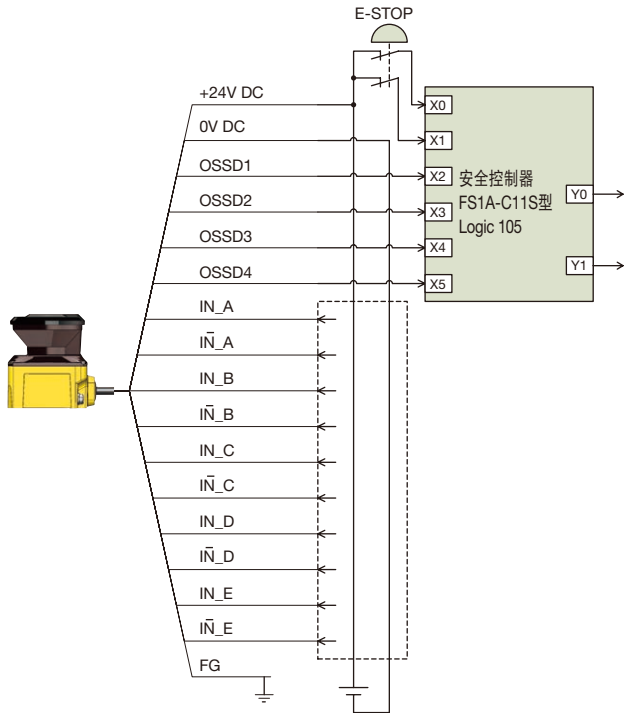 E-STOP
+24V DC
0V DC
OSSD1
OSSD2
OSSD3
OSSD4
IN_A
IN̅_A
IN_B
IN̅_B
IN_C
IN̅_C
IN_D
IN̅_D
IN_E
IN̅_E
FG
X0
X1
X2
X3
X4
X5
安全控制器
FS1A-C11S型
Logic 105
Y0
Y1